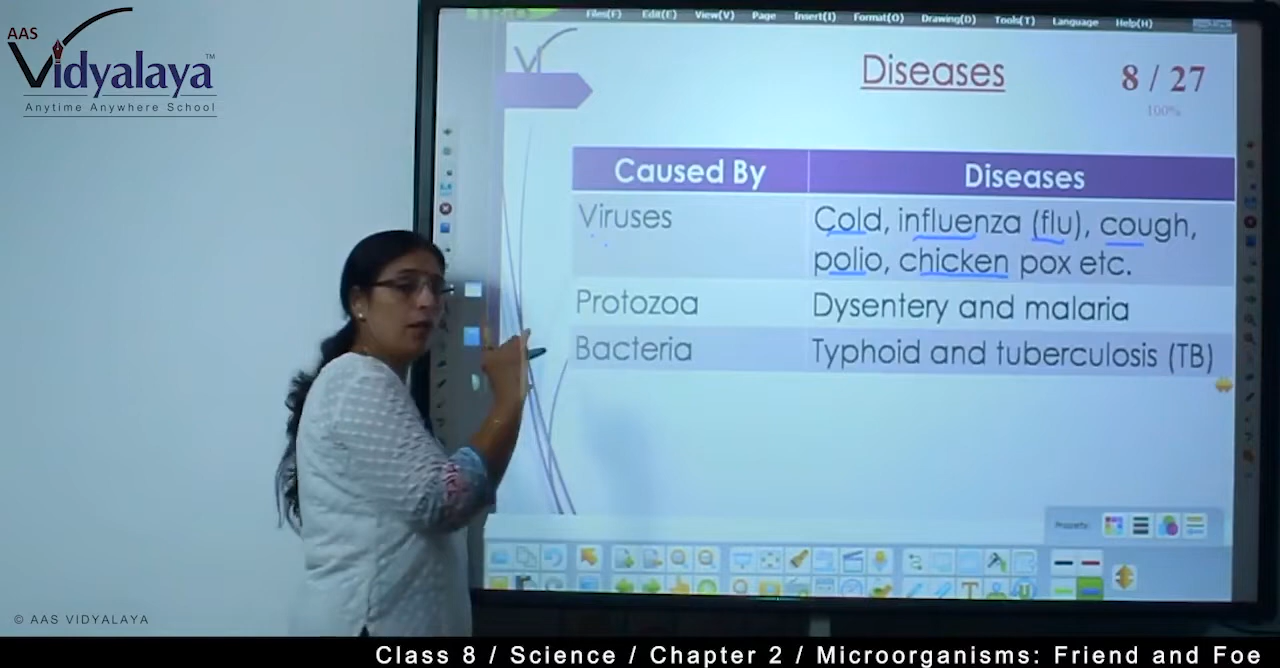 AAS
Vidyalaya™
Anytime Anywhere School
Files(F) Edit(E) View(V) Page Insert(I) Format(O) Drawing(D) Tools(T) Language Help(H)
Diseases
8 / 27
100%
Caused By Diseases
Viruses Cold, influenza (flu), cough,
polio, chicken pox etc.
Protozoa Dysentery and malaria
Bacteria Typhoid and tuberculosis (TB)
© AAS VIDYALAYA
Class 8 / Science / Chapter 2 / Microorganisms: Friend and Foe